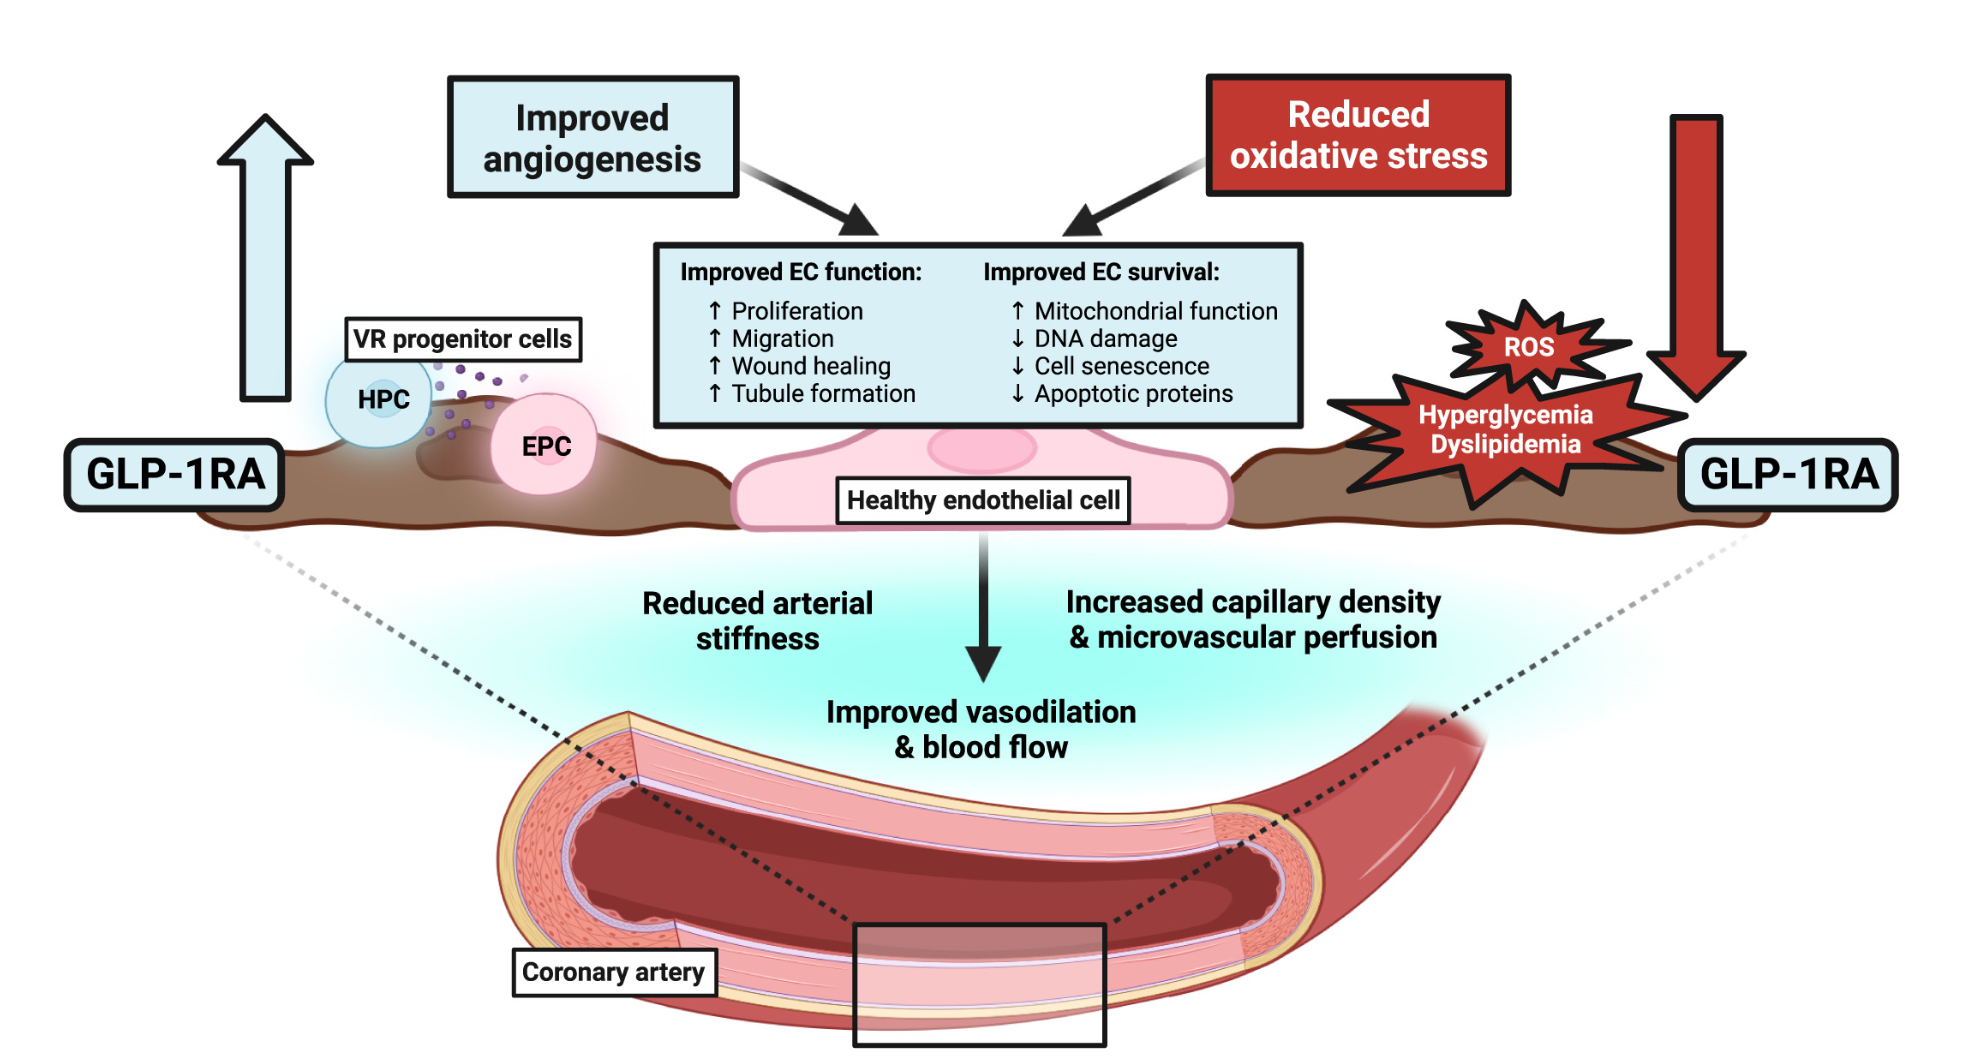 Improved
angiogenesis
Reduced
oxidative stress
Improved EC function:
↑ Proliferation
↑ Migration
↑ Wound healing
↑ Tubule formation
Improved EC survival:
↑ Mitochondrial function
↓ DNA damage
↓ Cell senescence
↓ Apoptotic proteins
VR progenitor cells
HPC
EPC
ROS
Hyperglycemia
Dyslipidemia
GLP-1RA
Healthy endothelial cell
GLP-1RA
Reduced arterial
stiffness
Increased capillary density
& microvascular perfusion
Improved vasodilation
& blood flow
Coronary artery